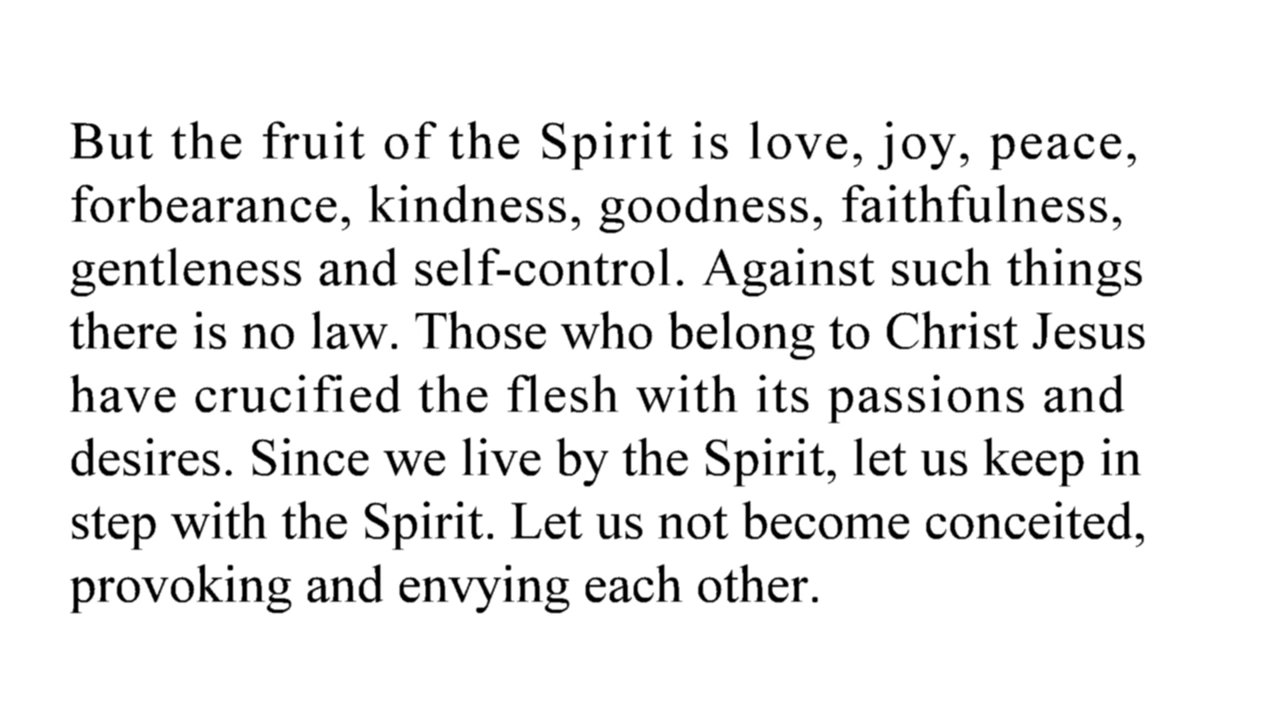 But the fruit of the Spirit is love, joy, peace,
forbearance, kindness, goodness, faithfulness,
gentleness and self-control. Against such things
there is no law. Those who belong to Christ Jesus
have crucified the flesh with its passions and
desires. Since we live by the Spirit, let us keep in
step with the Spirit. Let us not become conceited,
provoking and envying each other.